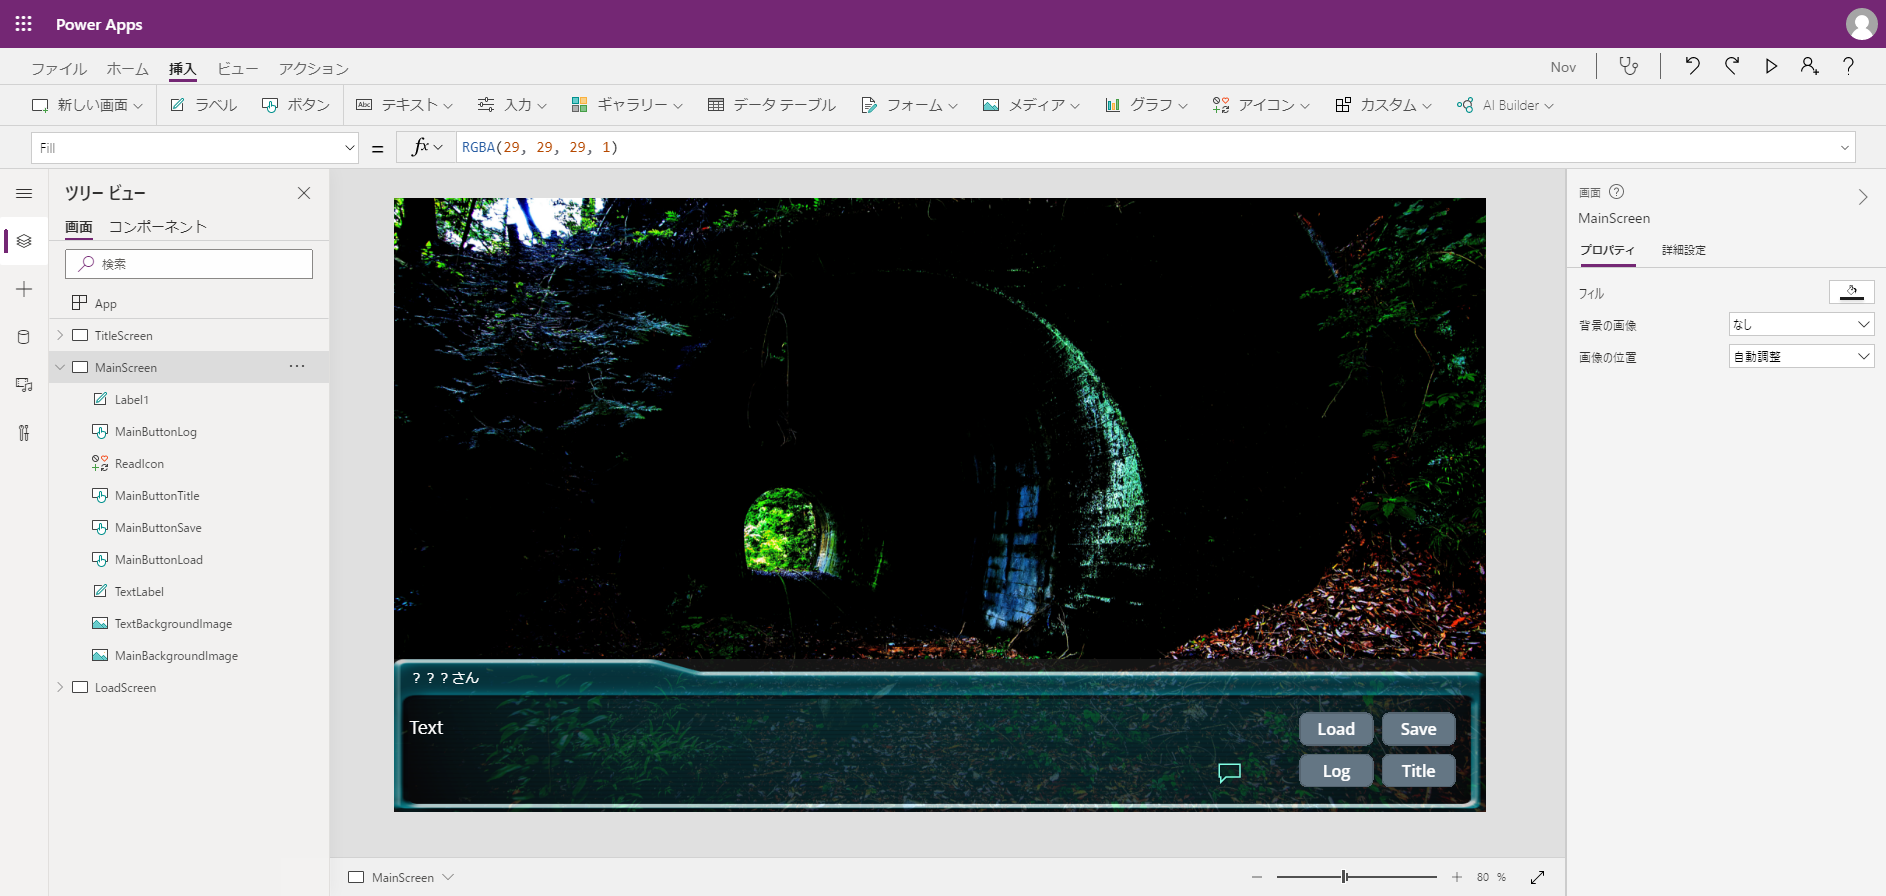 Power Apps
ファイル ホーム 挿入 ビュー アクション Nov
新しい画面 ラベル ボタン Abc テキスト 入力 ギャラリー データ テーブル フォーム メディア グラフ アイコン カスタム AI Builder
Fill = fx RGBA(29, 29, 29, 1)
ツリー ビュー
画面 コンポーネント
検索
App
TitleScreen
MainScreen
Label1
MainButtonLog
ReadIcon
MainButtonTitle
MainButtonSave
MainButtonLoad
TextLabel
TextBackgroundImage
MainBackgroundImage
LoadScreen
？？？さん
Text
Load Save
Log Title
MainScreen 80 %
画面
MainScreen
プロパティ 詳細設定
フィル
背景の画像 なし
画像の位置 自動調整